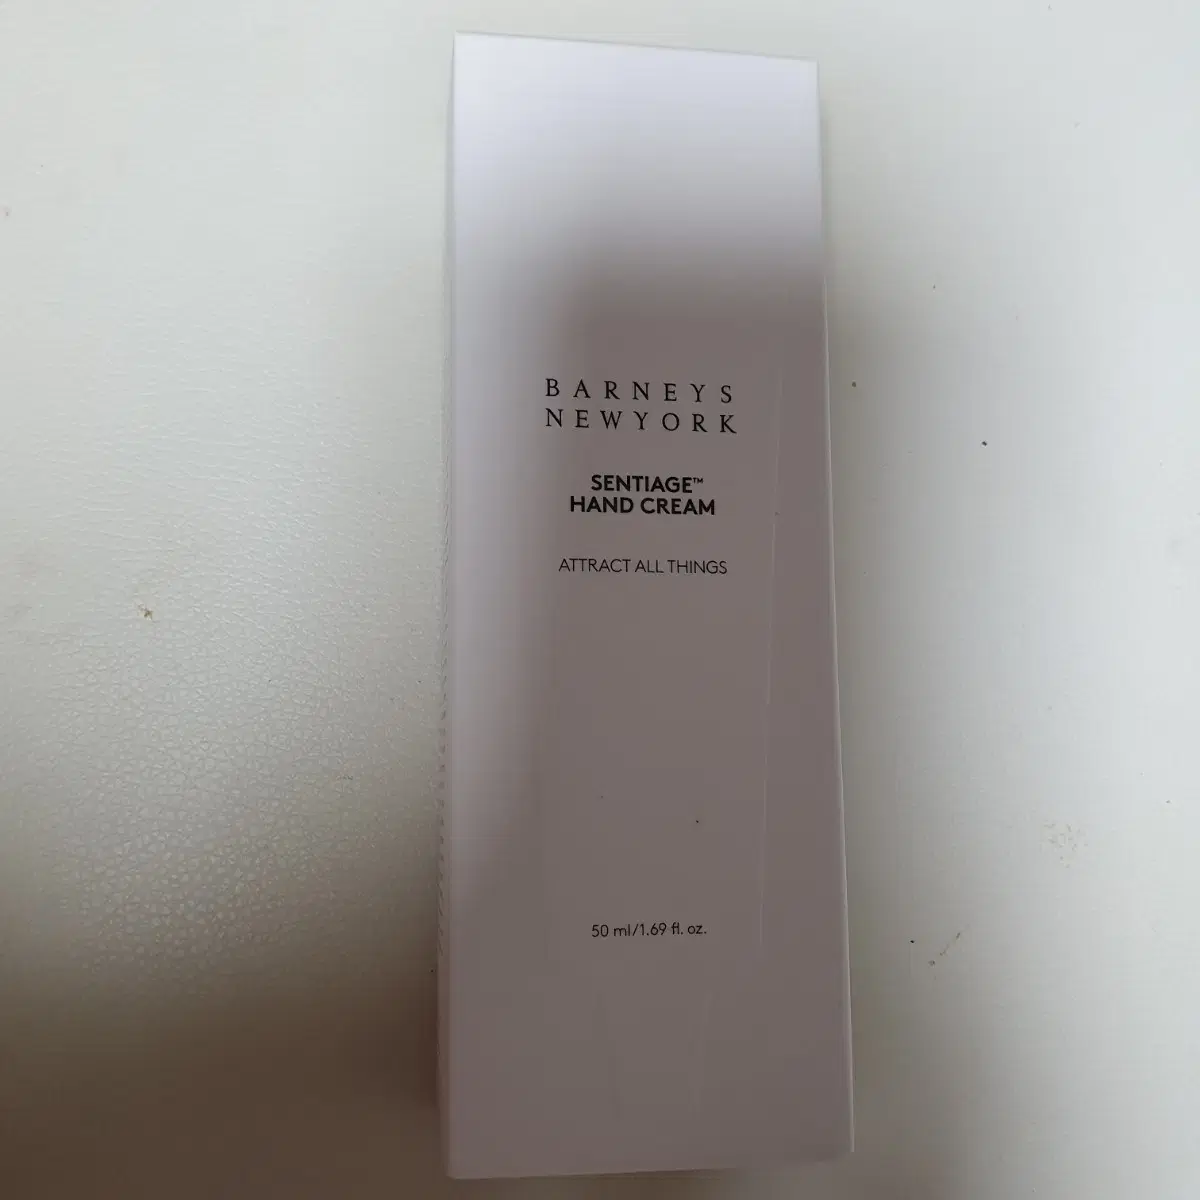 BARNEYS
NEWYORK
SENTIAGE™
HAND CREAM
ATTRACT ALL THINGS
50 ml/1.69 fl. oz.